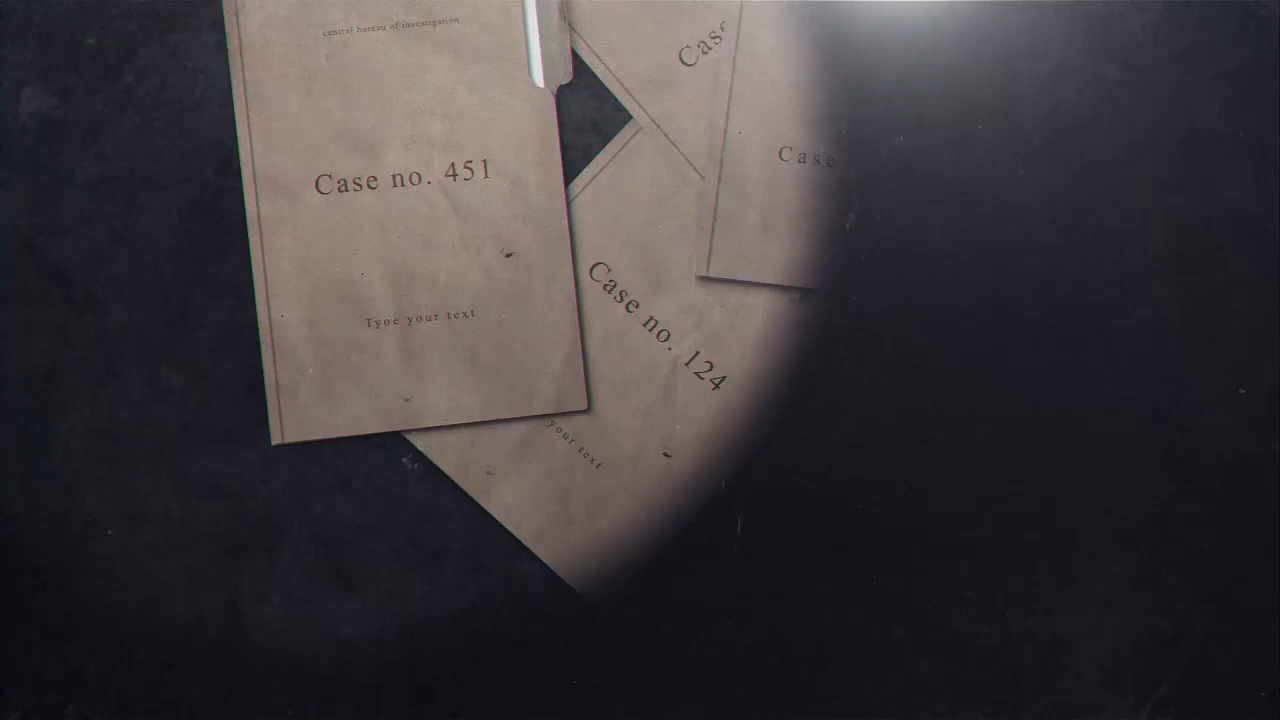 central bureau of investigation
Case no. 451
Tyoe your text
Case
Case
Case no. 124
your text